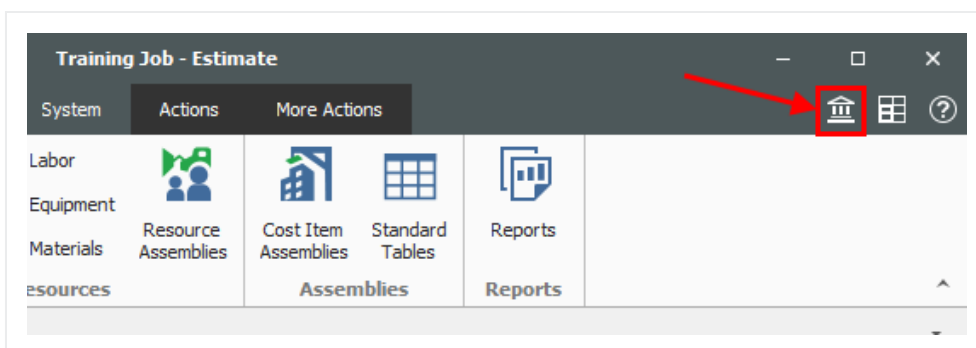 Training Job - Estimate
System Actions More Actions
Labor
Equipment
Materials
Resource
Assemblies
Cost Item
Assemblies
Standard
Tables
Reports
esources Assemblies Reports